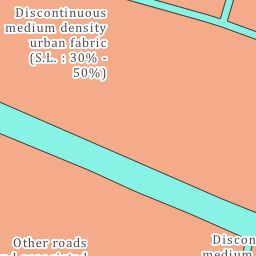 Discontinuous
medium density
urban fabric
(S.L. : 30% -
50%)
Discon
medium
Other roads